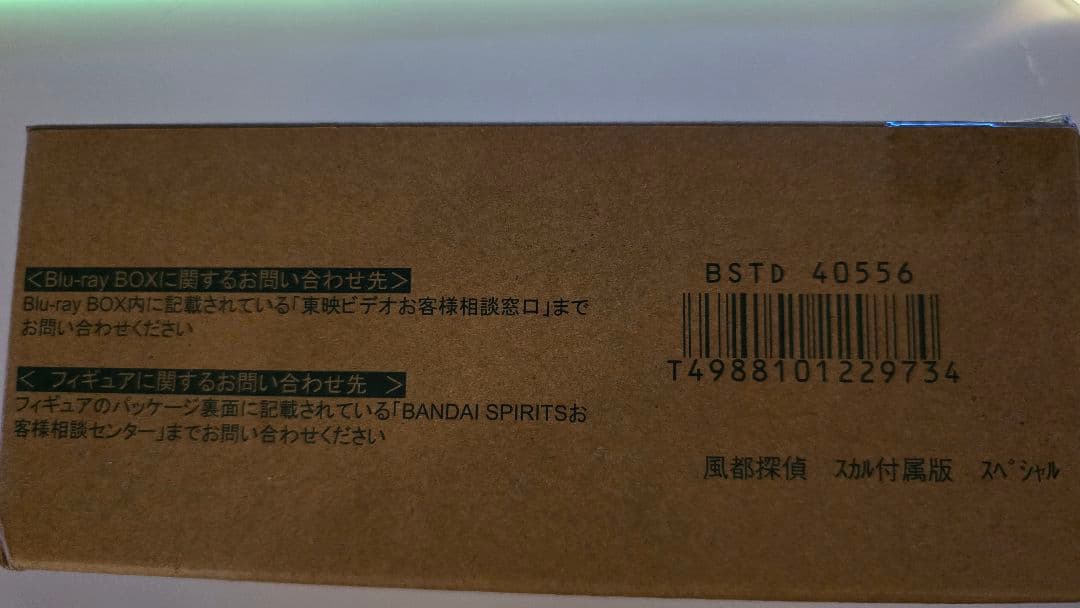 <Blu-ray BOXに関するお問い合わせ先>
Blu-ray BOX内に記載されている「東映ビデオお客様相談窓口」まで
お問い合わせください
< フィギュアに関するお問い合わせ先 >
フィギュアのパッケージ裏面に記載されている「BANDAI SPIRITSお
客様相談センター」までお問い合わせください
BSTD 40556
T4988101229734
風都探偵 スカル付属版 スペシャル